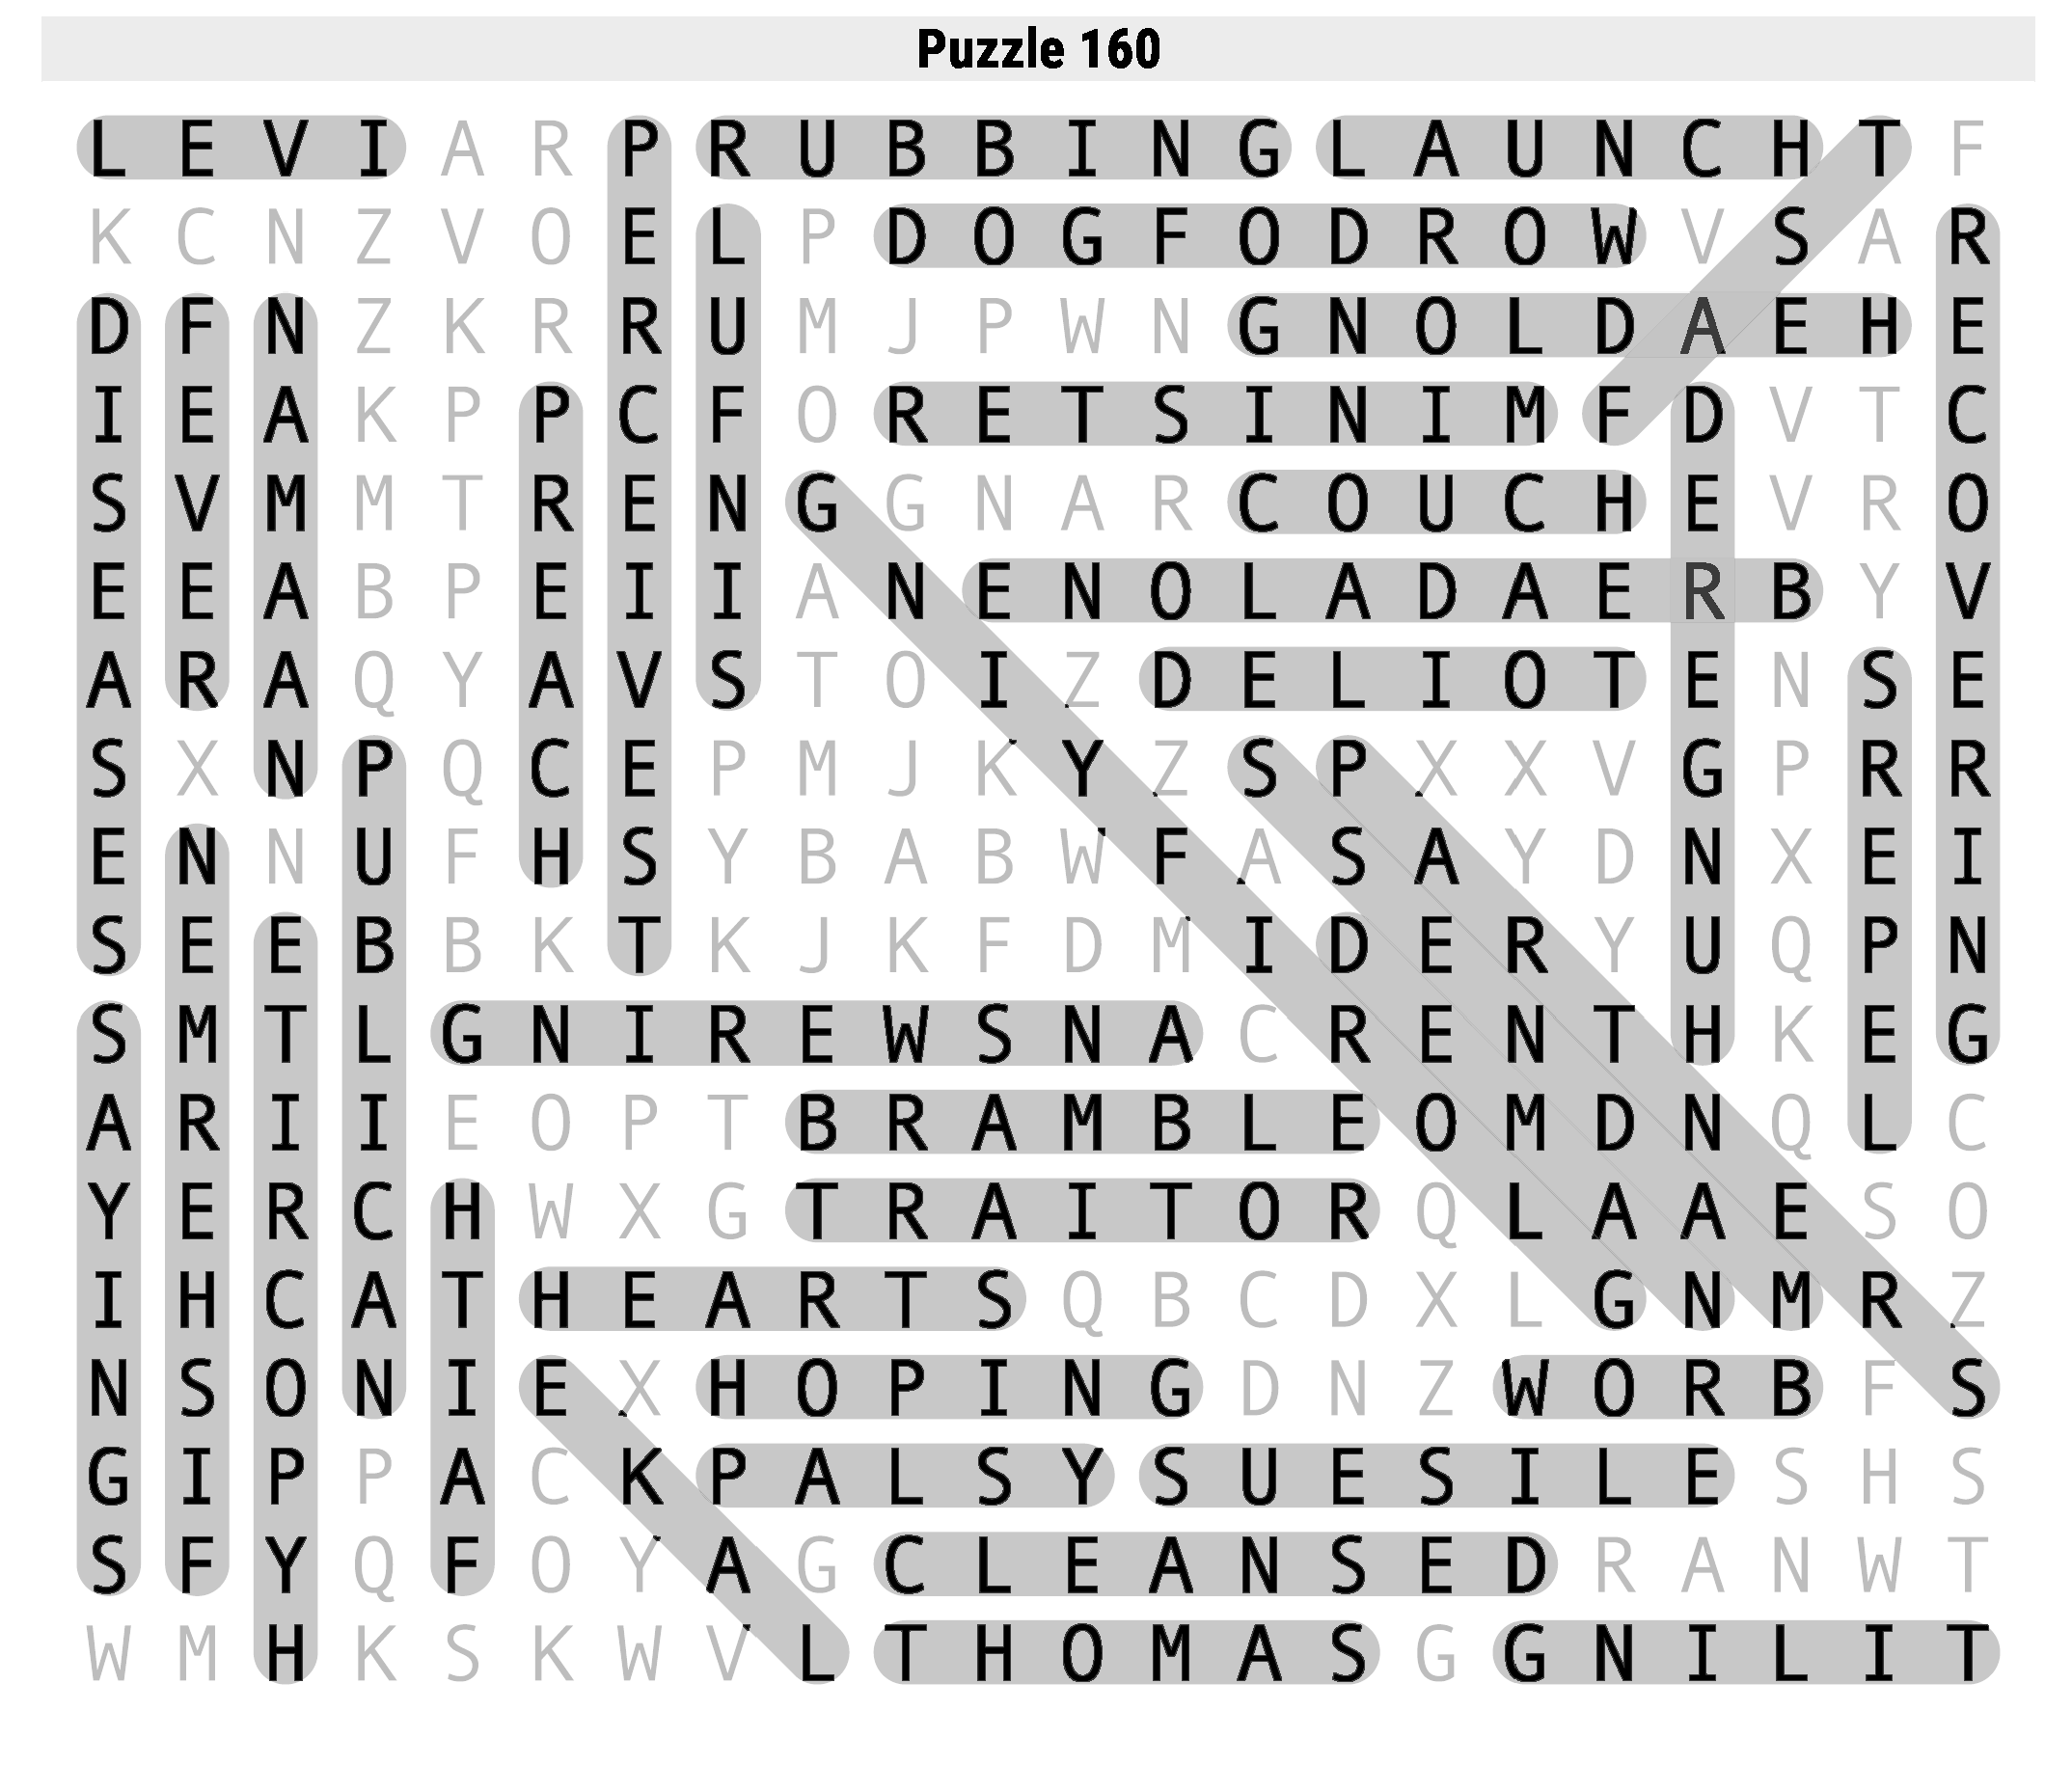 Puzzle 160
L E V I A R P R U B B I N G L A U N C H T F
K C N Z V O E L P D O G F O D R O W V S A R
D F N Z K R R U M J P W N G N O L D A E H E
I E A K P P C F O R E T S I N I M F D V T C
S V M M T R E N G G N A R C O U C H E V R O
E E A B P E I I A N E N O L A D A E R B Y V
A R A Q Y A V S T O I Z D E L I O T E N S E
S X N P Q C E P M J K Y Z S P X X V G P R R
E N N U F H S Y B A B W F A S A Y D N X E I
S E E B B K T K J K F D M I D E R Y U Q P N
S M T L G N I R E W S N A C R E N T H K E G
A R I I E O P T B R A M B L E O M D N Q L C
Y E R C H W X G T R A I T O R Q L A A E S O
I H C A T H E A R T S Q B C D X L G N M R Z
N S O N I E X H O P I N G D N Z W O R B F S
G I P P A C K P A L S Y S U E S I L E S H S
S F Y Q F O Y A G C L E A N S E D R A N W T
W M H K S K W V L T H O M A S G G N I L I T